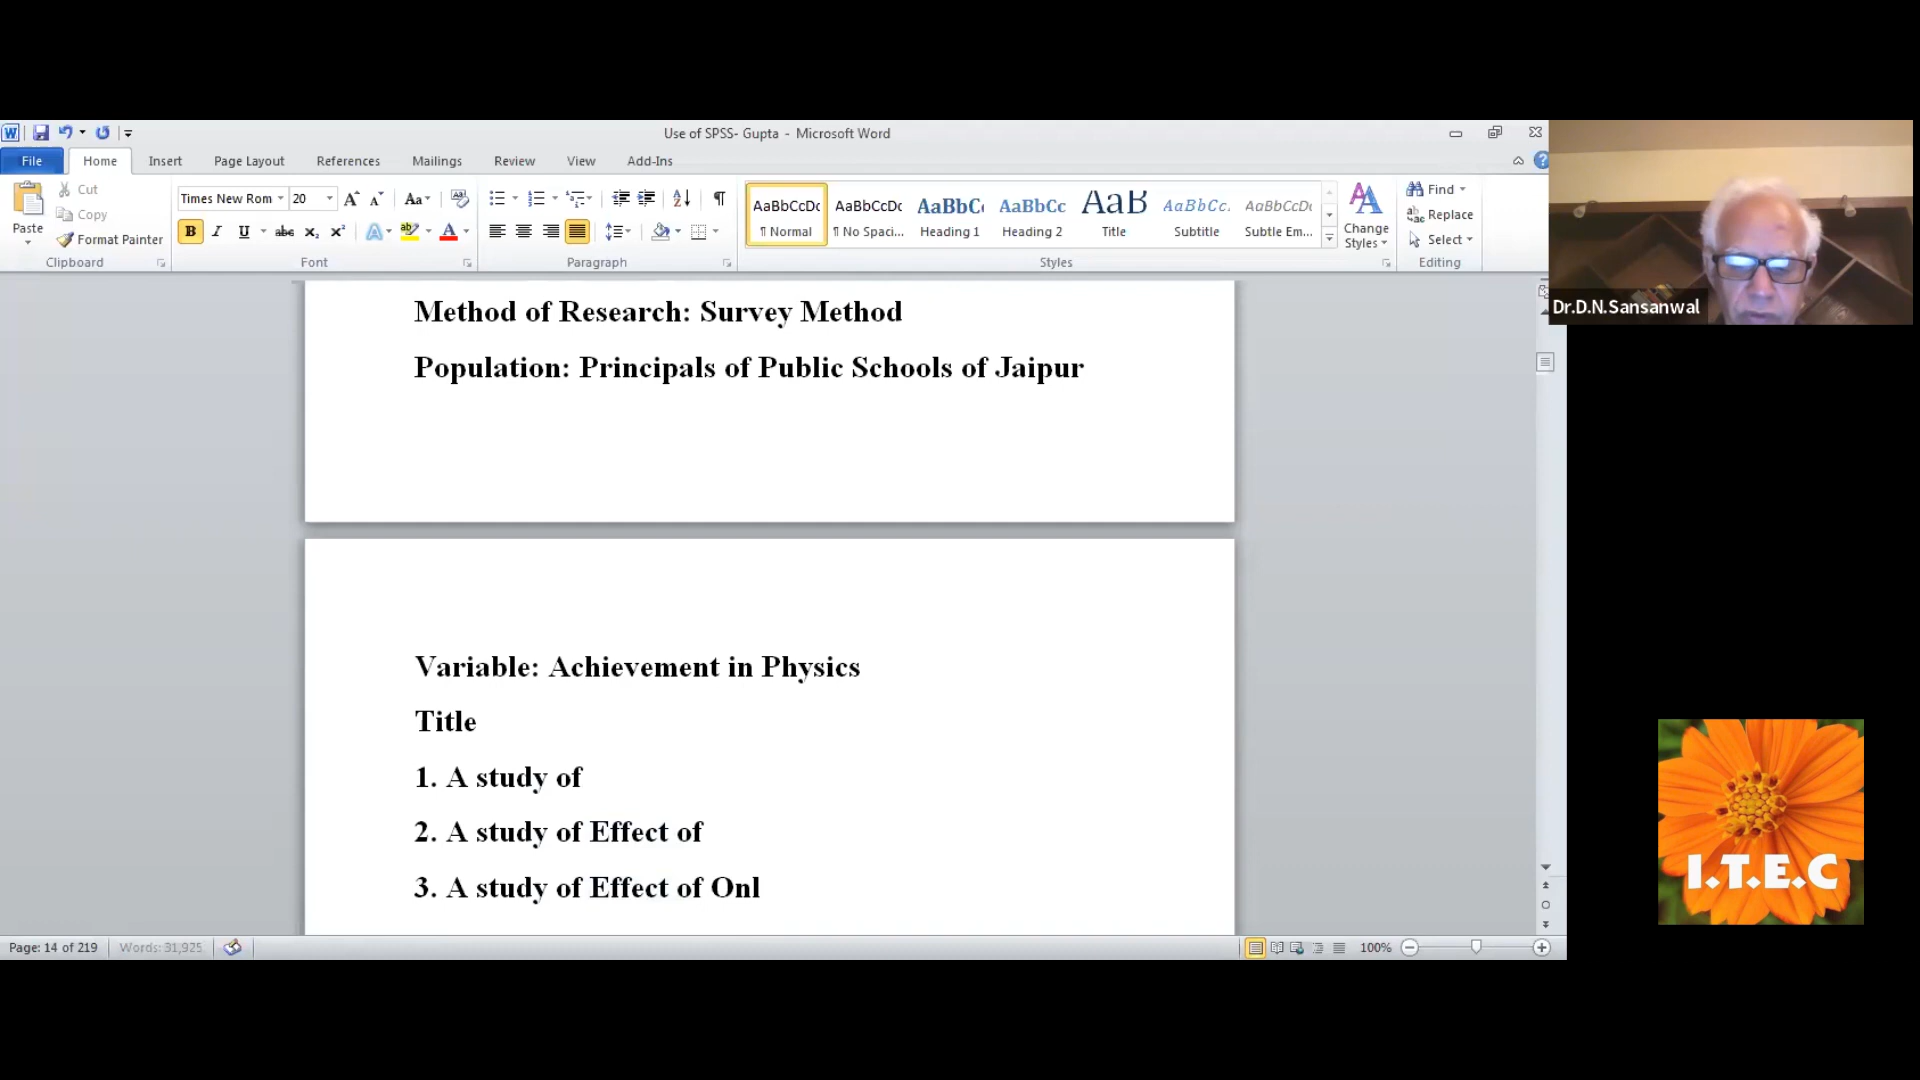 Use of SPSS- Gupta - Microsoft Word
File Home Insert Page Layout References Mailings Review View Add-Ins
Cut
Copy
Format Painter
Paste
Clipboard
Times New Rom 20
Font
Paragraph
AaBbCcDc AaBbCcDc AaBbC AaBbCc AaB AaBbCc. AaBbCcDc
¶ Normal ¶ No Spaci... Heading 1 Heading 2 Title Subtitle Subtle Em...
Change
Styles
Styles
Find
Replace
Select
Editing
Dr.D.N.Sansanwal
Method of Research: Survey Method
Population: Principals of Public Schools of Jaipur
Variable: Achievement in Physics
Title
1. A study of
2. A study of Effect of
3. A study of Effect of Onl
I.T.E.C
Page: 14 of 219 Words: 31,925 100%